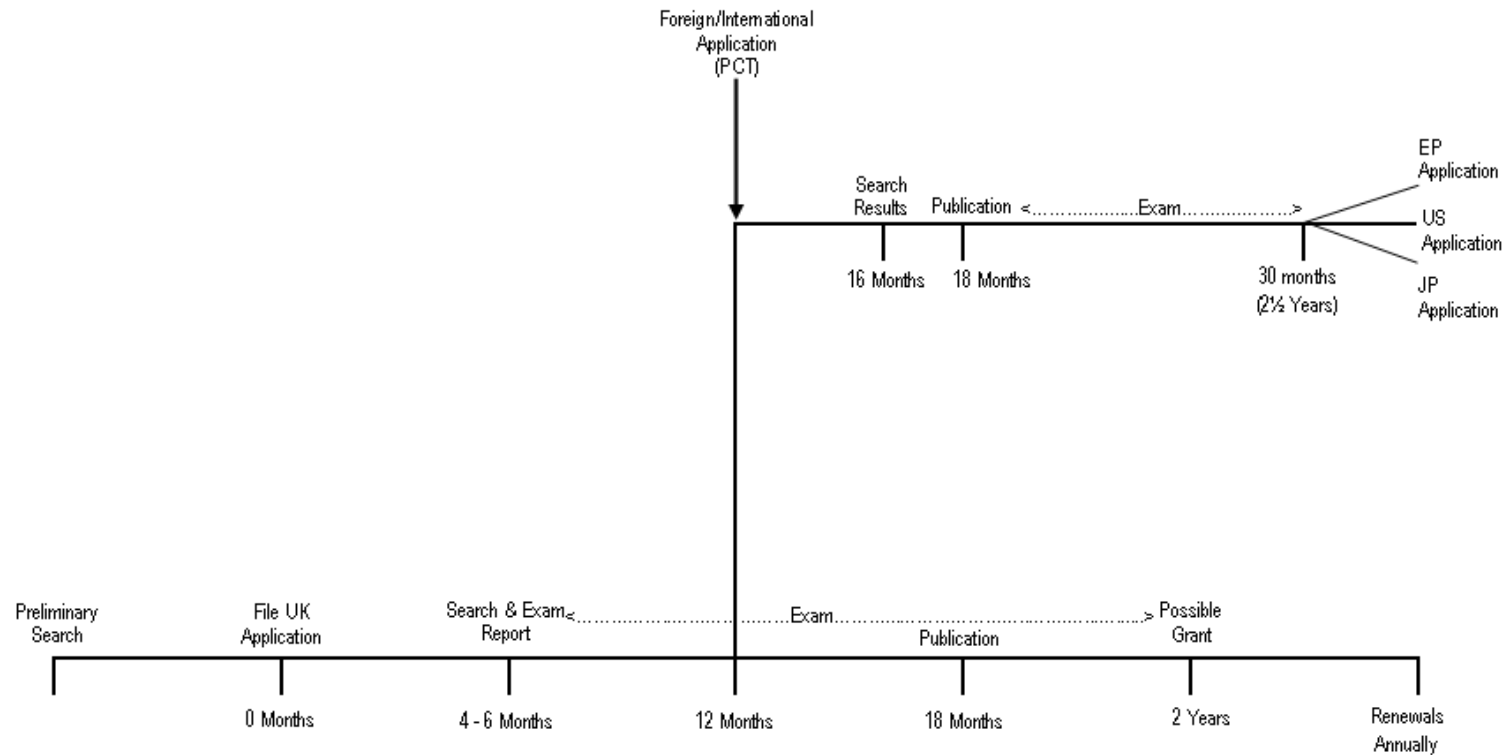 Foreign/International
Application
(PCT)
EP
Application
Search
Results
Publication <.......................Exam.......................>
US
Application
16 Months
18 Months
30 months
(2½ Years)
JP
Application
Preliminary
Search
File UK
Application
Search & Exam
Report
<..............................................Exam..............................................................>
Possible
Grant
Publication
0 Months
4 - 6 Months
12 Months
18 Months
2 Years
Renewals
Annually